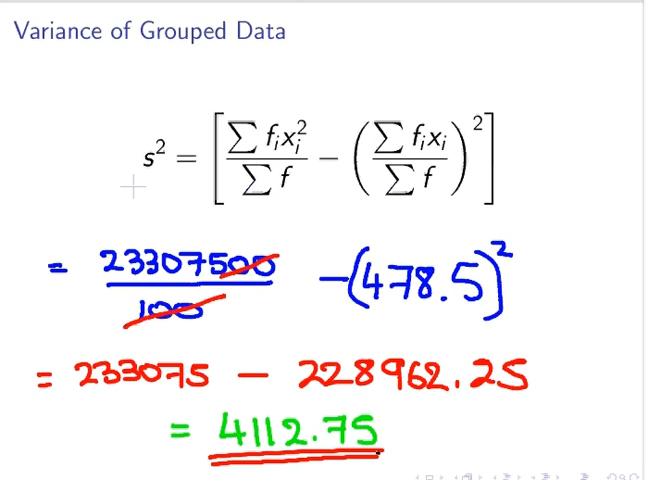 Variance of Grouped Data
s² = [ ∑ fᵢxᵢ² / ∑ f − ( ∑ fᵢxᵢ / ∑ f )² ]
= 23307500 / 100 − (478.5)²
= 233075 − 228962.25
= 4112.75